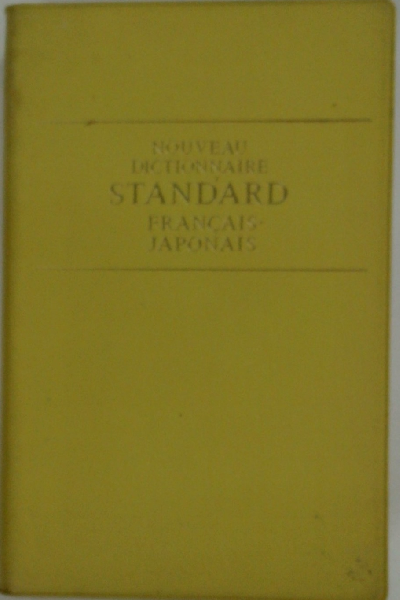 NOUVEAU
DICTIONNAIRE
STANDARD
FRANÇAIS-
JAPONAIS